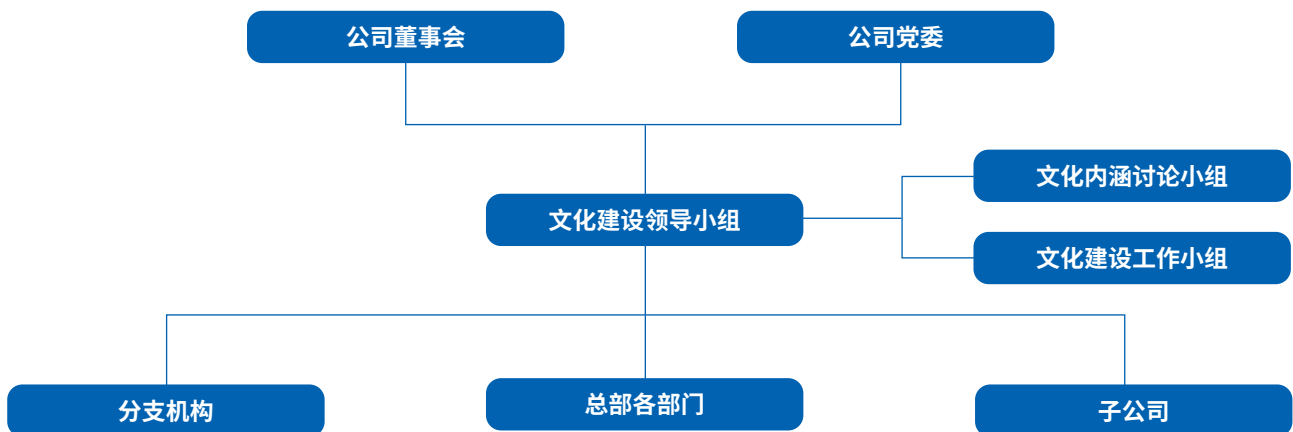 公司董事会
公司党委
文化内涵讨论小组
文化建设领导小组
文化建设工作小组
分支机构
总部各部门
子公司